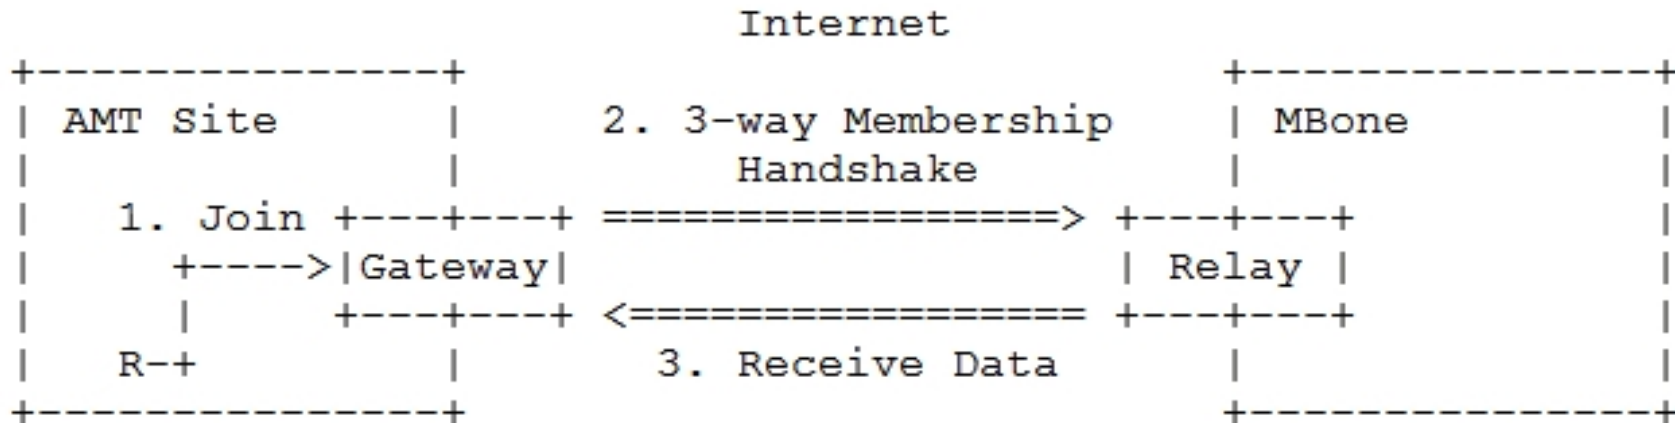 Internet
+----------------+                            +---------------+
| AMT Site       |     2. 3-way Membership    | MBone         |
|                |          Handshake         |               |
|   1. Join +---+---+ =================> +---+---+            |
|     +---->|Gateway|                    | Relay |            |
|     |     +---+---+ <================= +---+---+            |
|   R-+          |       3. Receive Data      |               |
+----------------+                            +---------------+